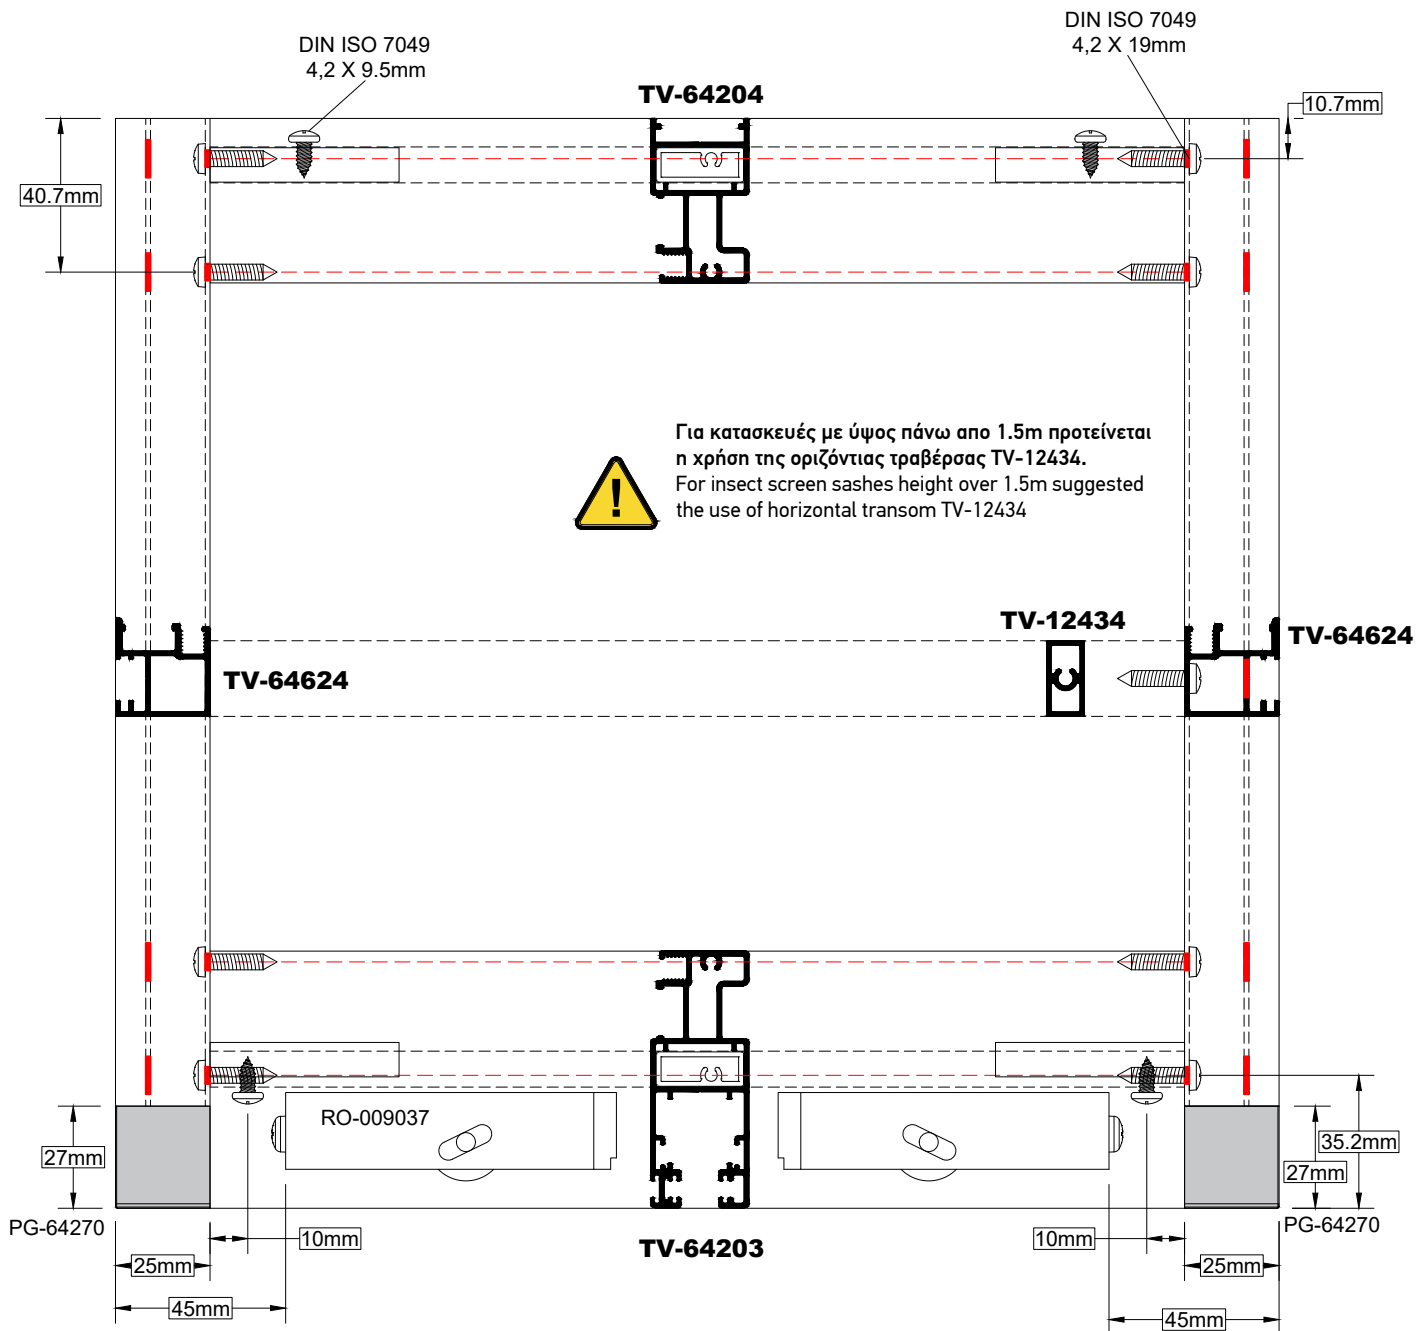 DIN ISO 7049
4,2 X 9.5mm
DIN ISO 7049
4,2 X 19mm
TV-64204
10.7mm
40.7mm
Για κατασκευές με ύψος πάνω απο 1.5m προτείνεται
η χρήση της οριζόντιας τραβέρσας TV-12434.
For insect screen sashes height over 1.5m suggested
the use of horizontal transom TV-12434
TV-12434
TV-64624
TV-64624
RO-009037
27mm
35.2mm
27mm
PG-64270
PG-64270
10mm
TV-64203
10mm
25mm
25mm
45mm
45mm